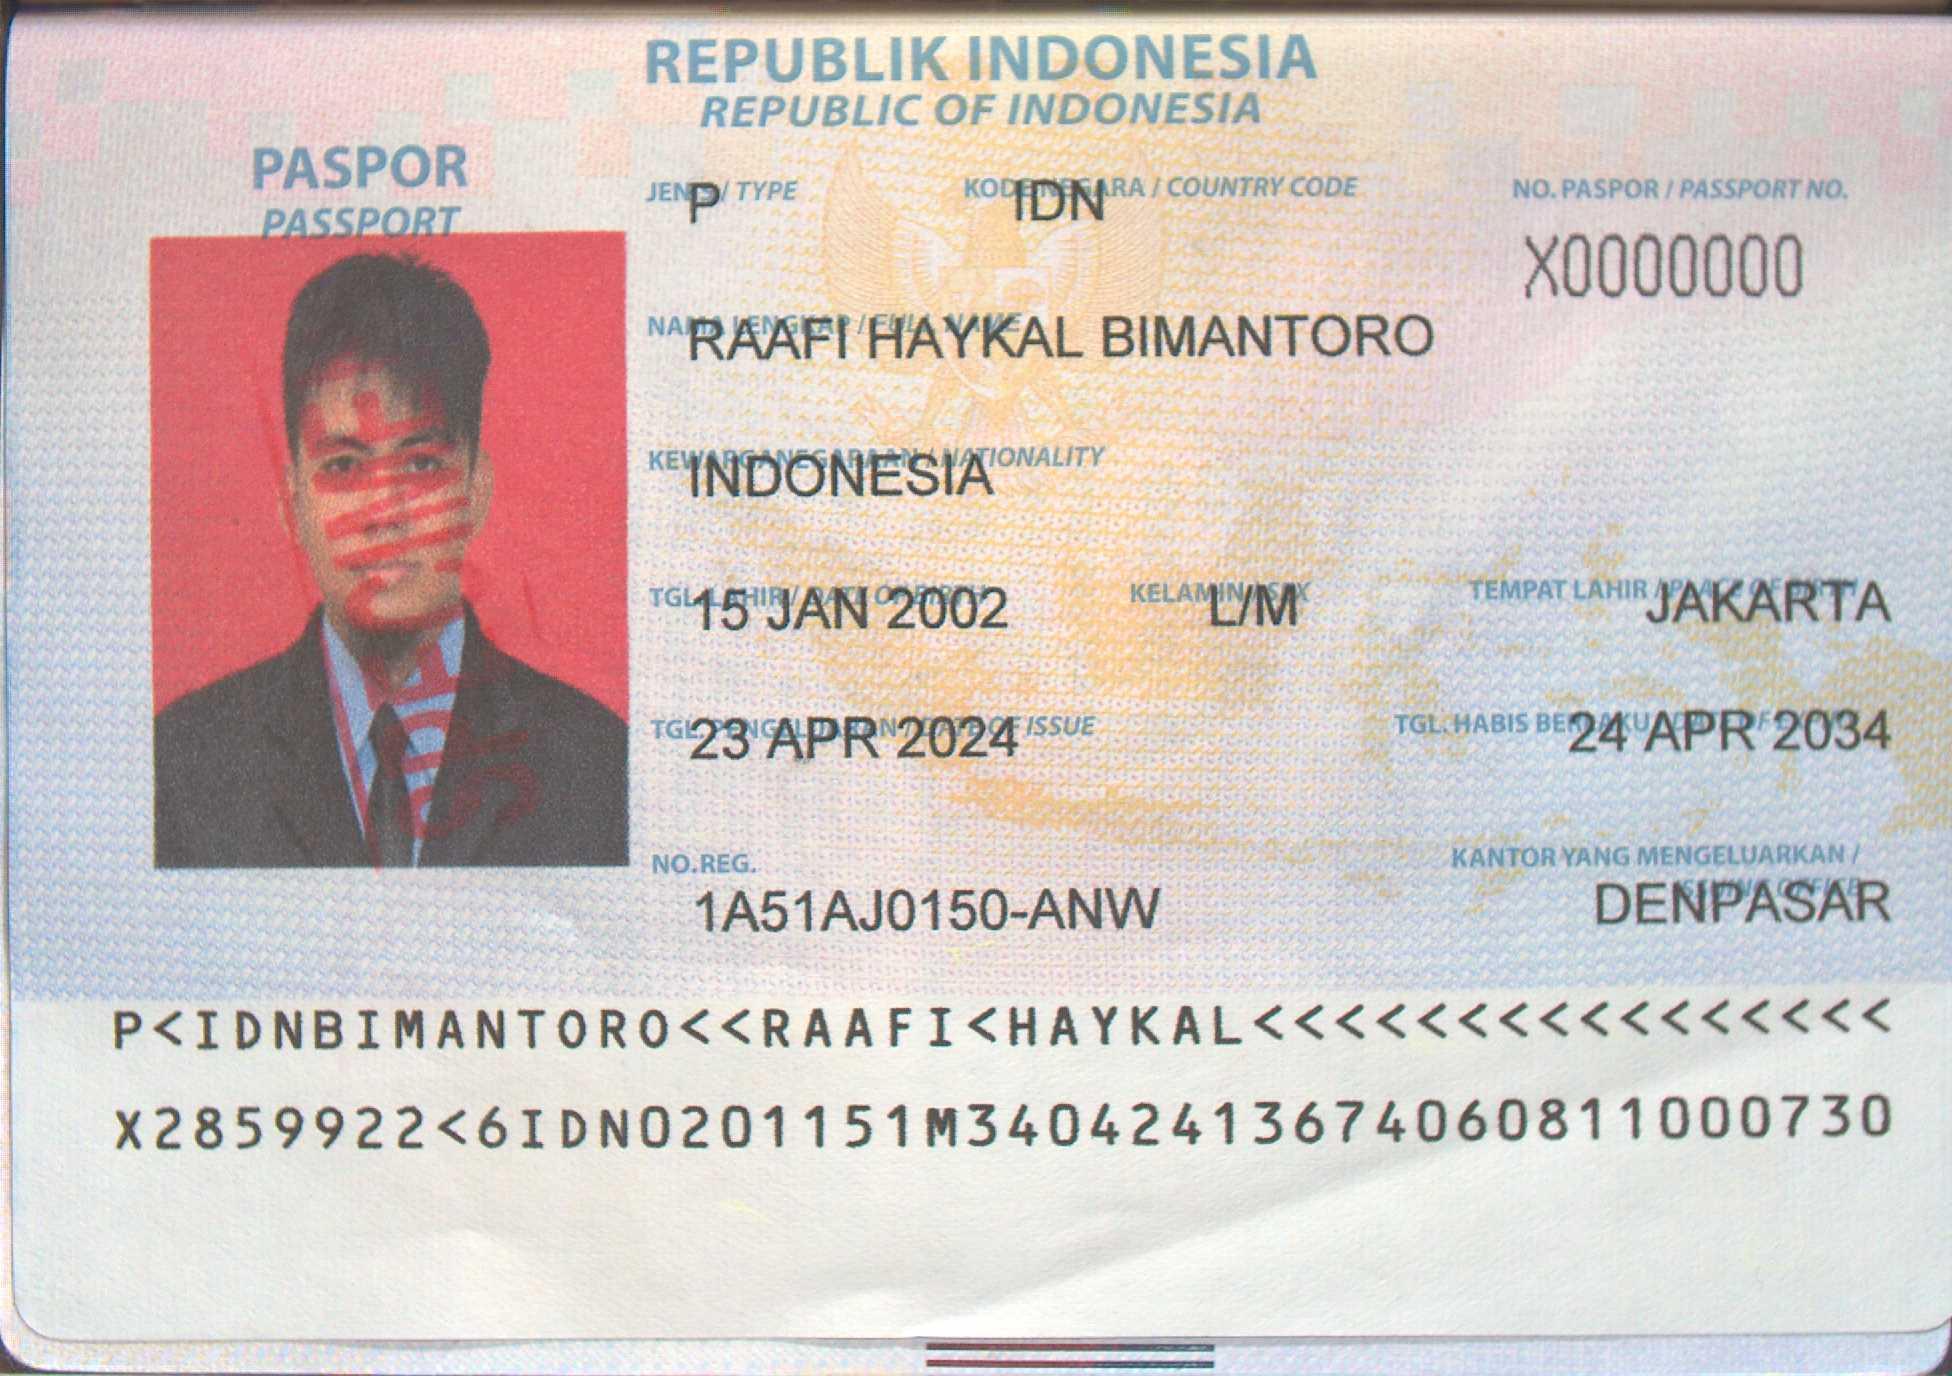 REPUBLIK INDONESIA
REPUBLIC OF INDONESIA
PASPOR
PASSPORT
JENIS / TYPE
KODE NEGARA / COUNTRY CODE
NO. PASPOR / PASSPORT NO.
P
IDN
X0000000
NAMA LENGKAP / FULL NAME
RAAFI HAYKAL BIMANTORO
KEWARGANEGARAAN / NATIONALITY
INDONESIA
TGL. LAHIR / DATE OF BIRTH
KELAMIN / SEX
TEMPAT LAHIR / PLACE OF BIRTH
15 JAN 2002
L/M
JAKARTA
TGL. PENGELUARAN / DATE OF ISSUE
TGL. HABIS BERLAKU / DATE OF
23 APR 2024
24 APR 2034
NO. REG.
KANTOR YANG MENGELUARKAN /
ISSUING OFFICE
1A51AJ0150-ANW
DENPASAR
SPECIMEN
P<IDNBIMANTORO<<RAAFI<HAYKAL<<<<<<<<<<<<<<<<
X2859922<6IDN0201151M34042413674060811000730